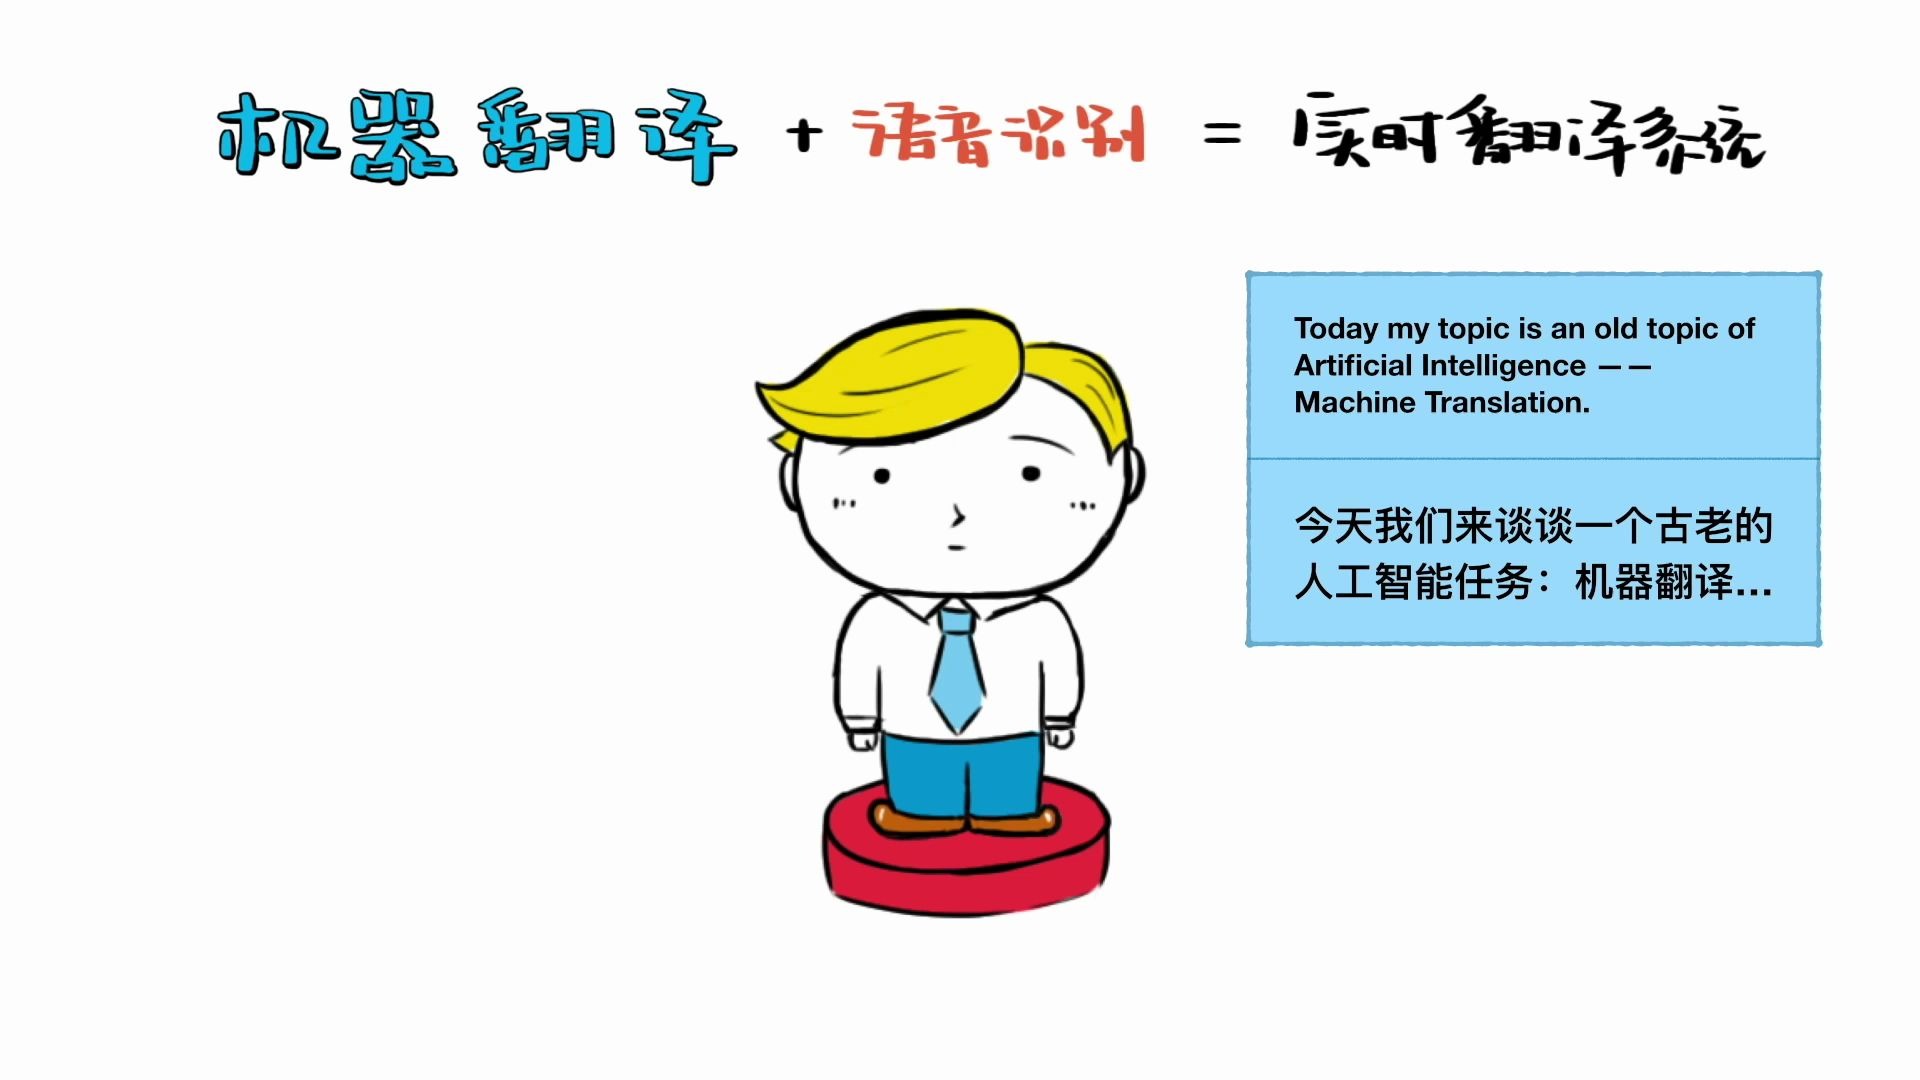 机器翻译 + 语音识别 = 实时翻译系统
Today my topic is an old topic of
Artificial Intelligence ——
Machine Translation.
今天我们来谈谈一个古老的
人工智能任务：机器翻译...